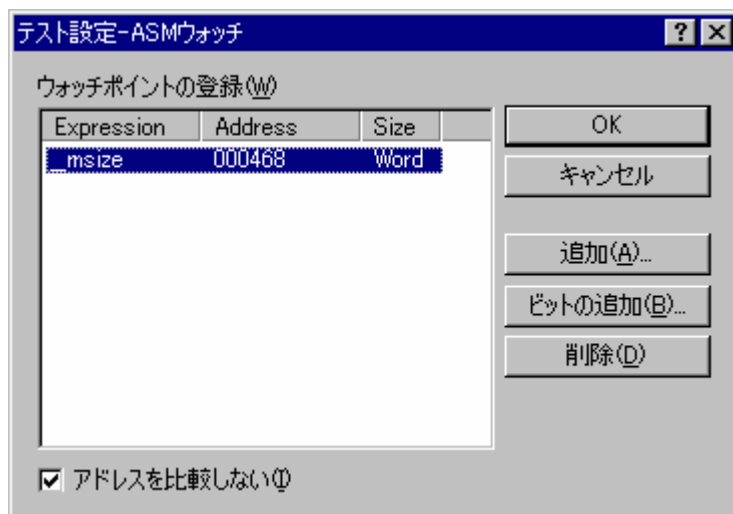 テスト設定-ASMウォッチ
ウォッチポイントの登録(W)
Expression Address Size
__msize 000468 Word
OK
キャンセル
追加(A)...
ビットの追加(B)...
削除(D)
アドレスを比較しない(I)